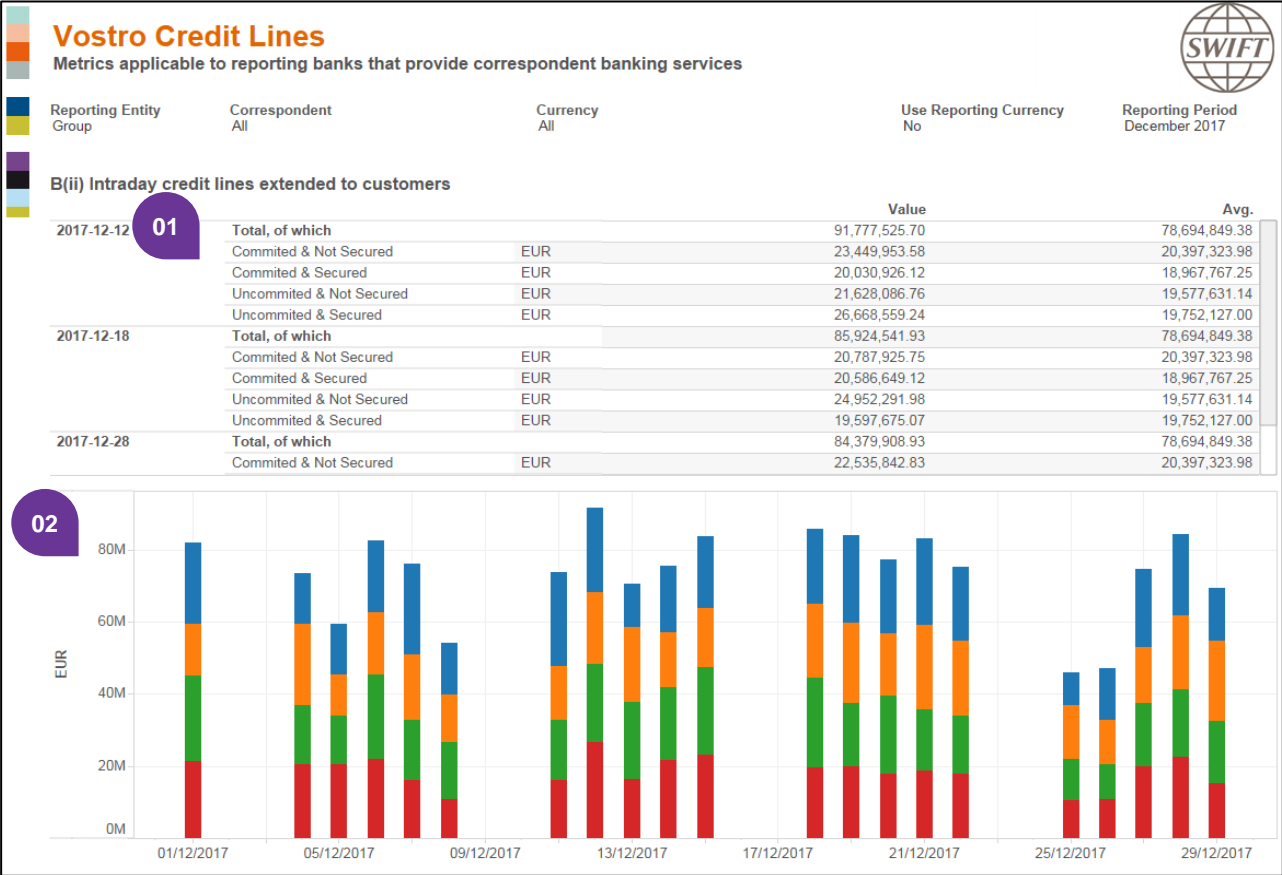 Vostro Credit Lines
Metrics applicable to reporting banks that provide correspondent banking services
SWIFT
Reporting Entity Correspondent Currency Use Reporting Currency Reporting Period
Group All All No December 2017
B(ii) Intraday credit lines extended to customers
01
Value Avg.
2017-12-12 Total, of which 91,777,525.70 78,694,849.38
Commited & Not Secured EUR 23,449,953.58 20,397,323.98
Commited & Secured EUR 20,030,926.12 18,967,767.25
Uncommited & Not Secured EUR 21,628,086.76 19,577,631.14
Uncommited & Secured EUR 26,668,559.24 19,752,127.00
2017-12-18 Total, of which 85,924,541.93 78,694,849.38
Commited & Not Secured EUR 20,787,925.75 20,397,323.98
Commited & Secured EUR 20,586,649.12 18,967,767.25
Uncommited & Not Secured EUR 24,952,291.98 19,577,631.14
Uncommited & Secured EUR 19,597,675.07 19,752,127.00
2017-12-28 Total, of which 84,379,908.93 78,694,849.38
Commited & Not Secured EUR 22,535,842.83 20,397,323.98
02
80M
60M
EUR
40M
20M
0M
01/12/2017 05/12/2017 09/12/2017 13/12/2017 17/12/2017 21/12/2017 25/12/2017 29/12/2017